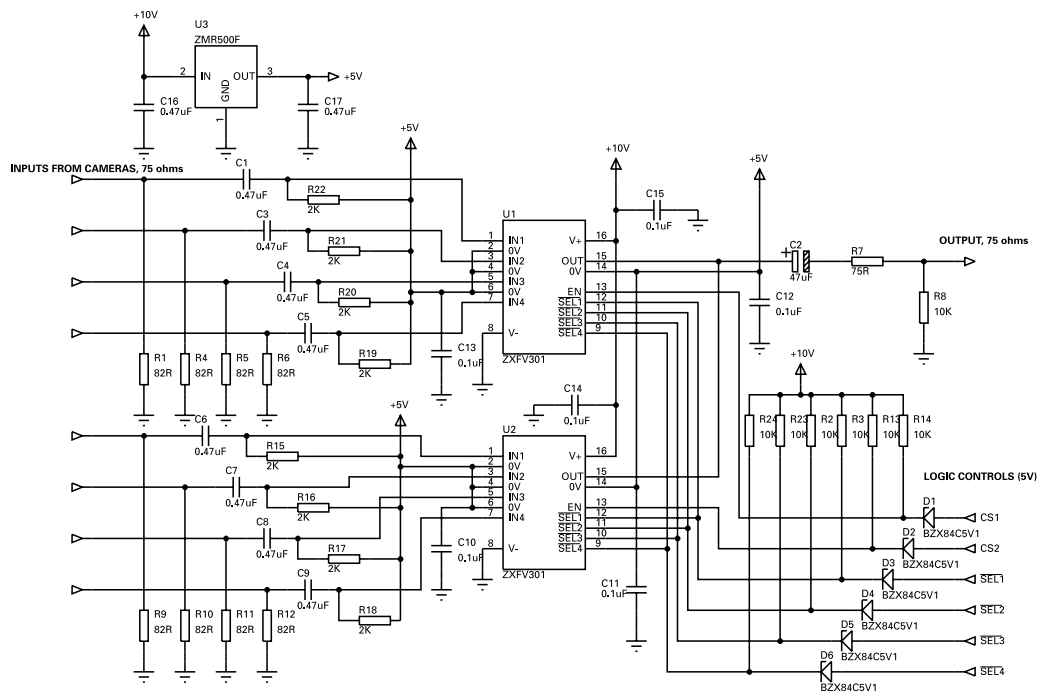 +10V
U3
ZMR500F
2 IN OUT 3
GND
1
+5V
C16
0.47uF
C17
0.47uF
+5V
+10V
+5V
INPUTS FROM CAMERAS, 75 ohms
C1
0.47uF
R22
2K
C3
0.47uF
R21
2K
C4
0.47uF
R20
2K
C5
0.47uF
R19
2K
R1
82R
R4
82R
R5
82R
R6
82R
C13
0.1uF
U1
1 IN1 V+ 16
2 0V
3 IN2 OUT 15
4 0V 0V 14
5 IN3
6 0V EN 13
7 IN4 SEL1 12
SEL2 11
SEL3 10
8 V- SEL4 9
ZXFV301
C15
0.1uF
C2
+
47uF
R7
75R
OUTPUT, 75 ohms
R8
10K
C12
0.1uF
C14
0.1uF
+5V
C6
0.47uF
R15
2K
C7
0.47uF
R16
2K
C8
0.47uF
R17
2K
C9
0.47uF
R18
2K
R9
82R
R10
82R
R11
82R
R12
82R
C10
0.1uF
U2
1 IN1 V+ 16
2 0V
3 IN2 OUT 15
4 0V 0V 14
5 IN3
6 0V EN 13
7 IN4 SEL1 12
SEL2 11
SEL3 10
8 V- SEL4 9
ZXFV301
C11
0.1uF
+10V
R24
10K
R23
10K
R2
10K
R3
10K
R13
10K
R14
10K
LOGIC CONTROLS (5V)
D1
BZX84C5V1
CS1
D2
BZX84C5V1
CS2
D3
BZX84C5V1
SEL1
D4
BZX84C5V1
SEL2
D5
BZX84C5V1
SEL3
D6
BZX84C5V1
SEL4